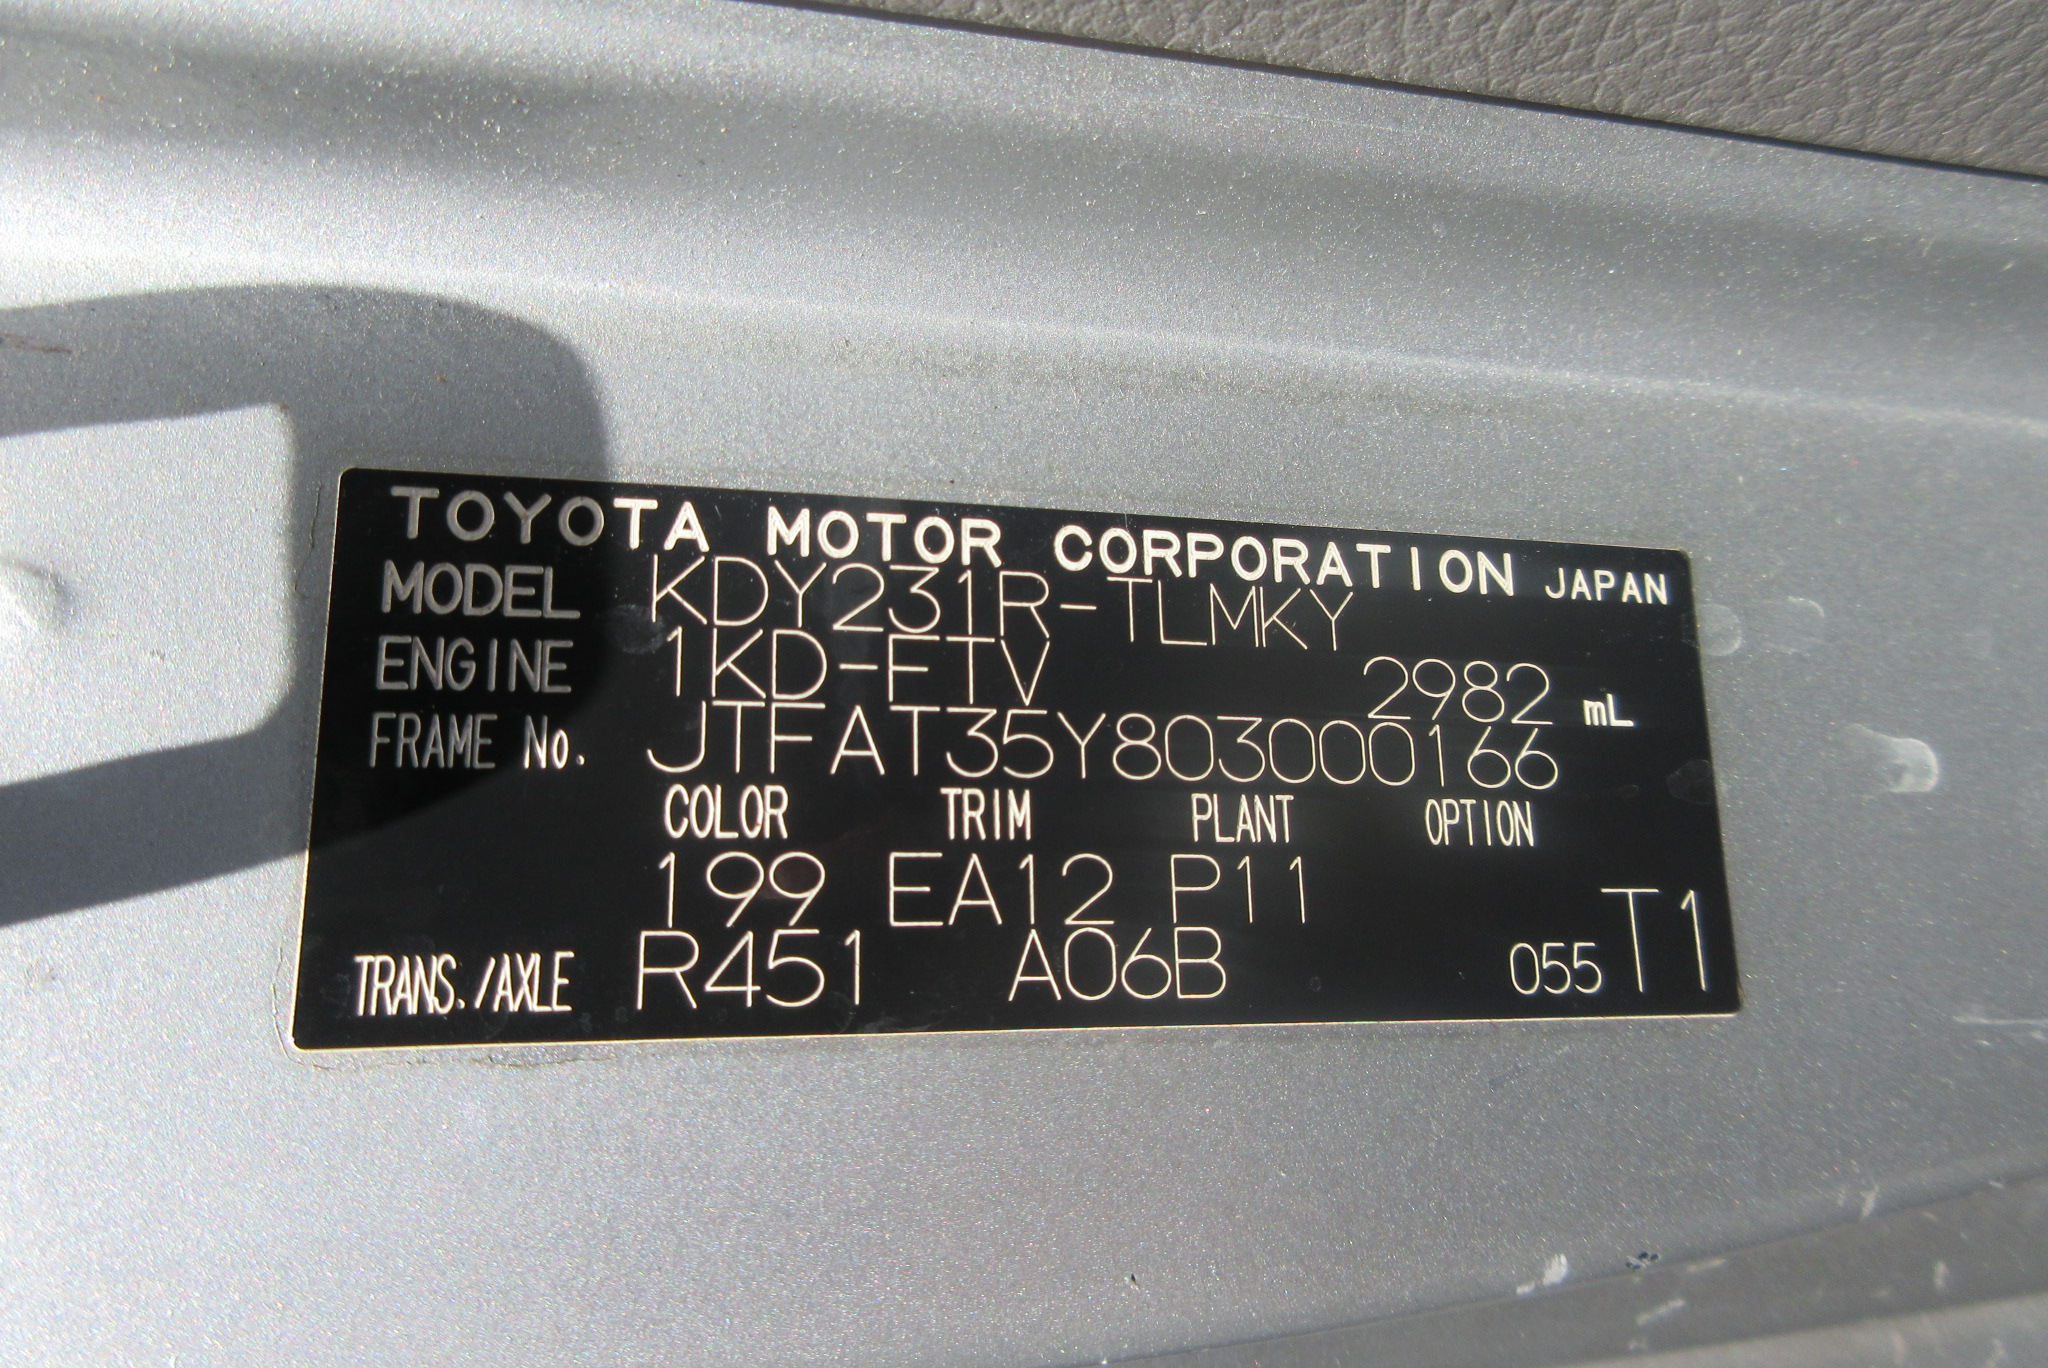 TOYOTA MOTOR CORPORATION JAPAN
MODEL KDY231R-TLMKY
ENGINE 1KD-FTV 2982 mL
FRAME No. JTFAT35Y803000166
COLOR TRIM PLANT OPTION
199 EA12 P11
TRANS./AXLE R451 A06B 055 T1